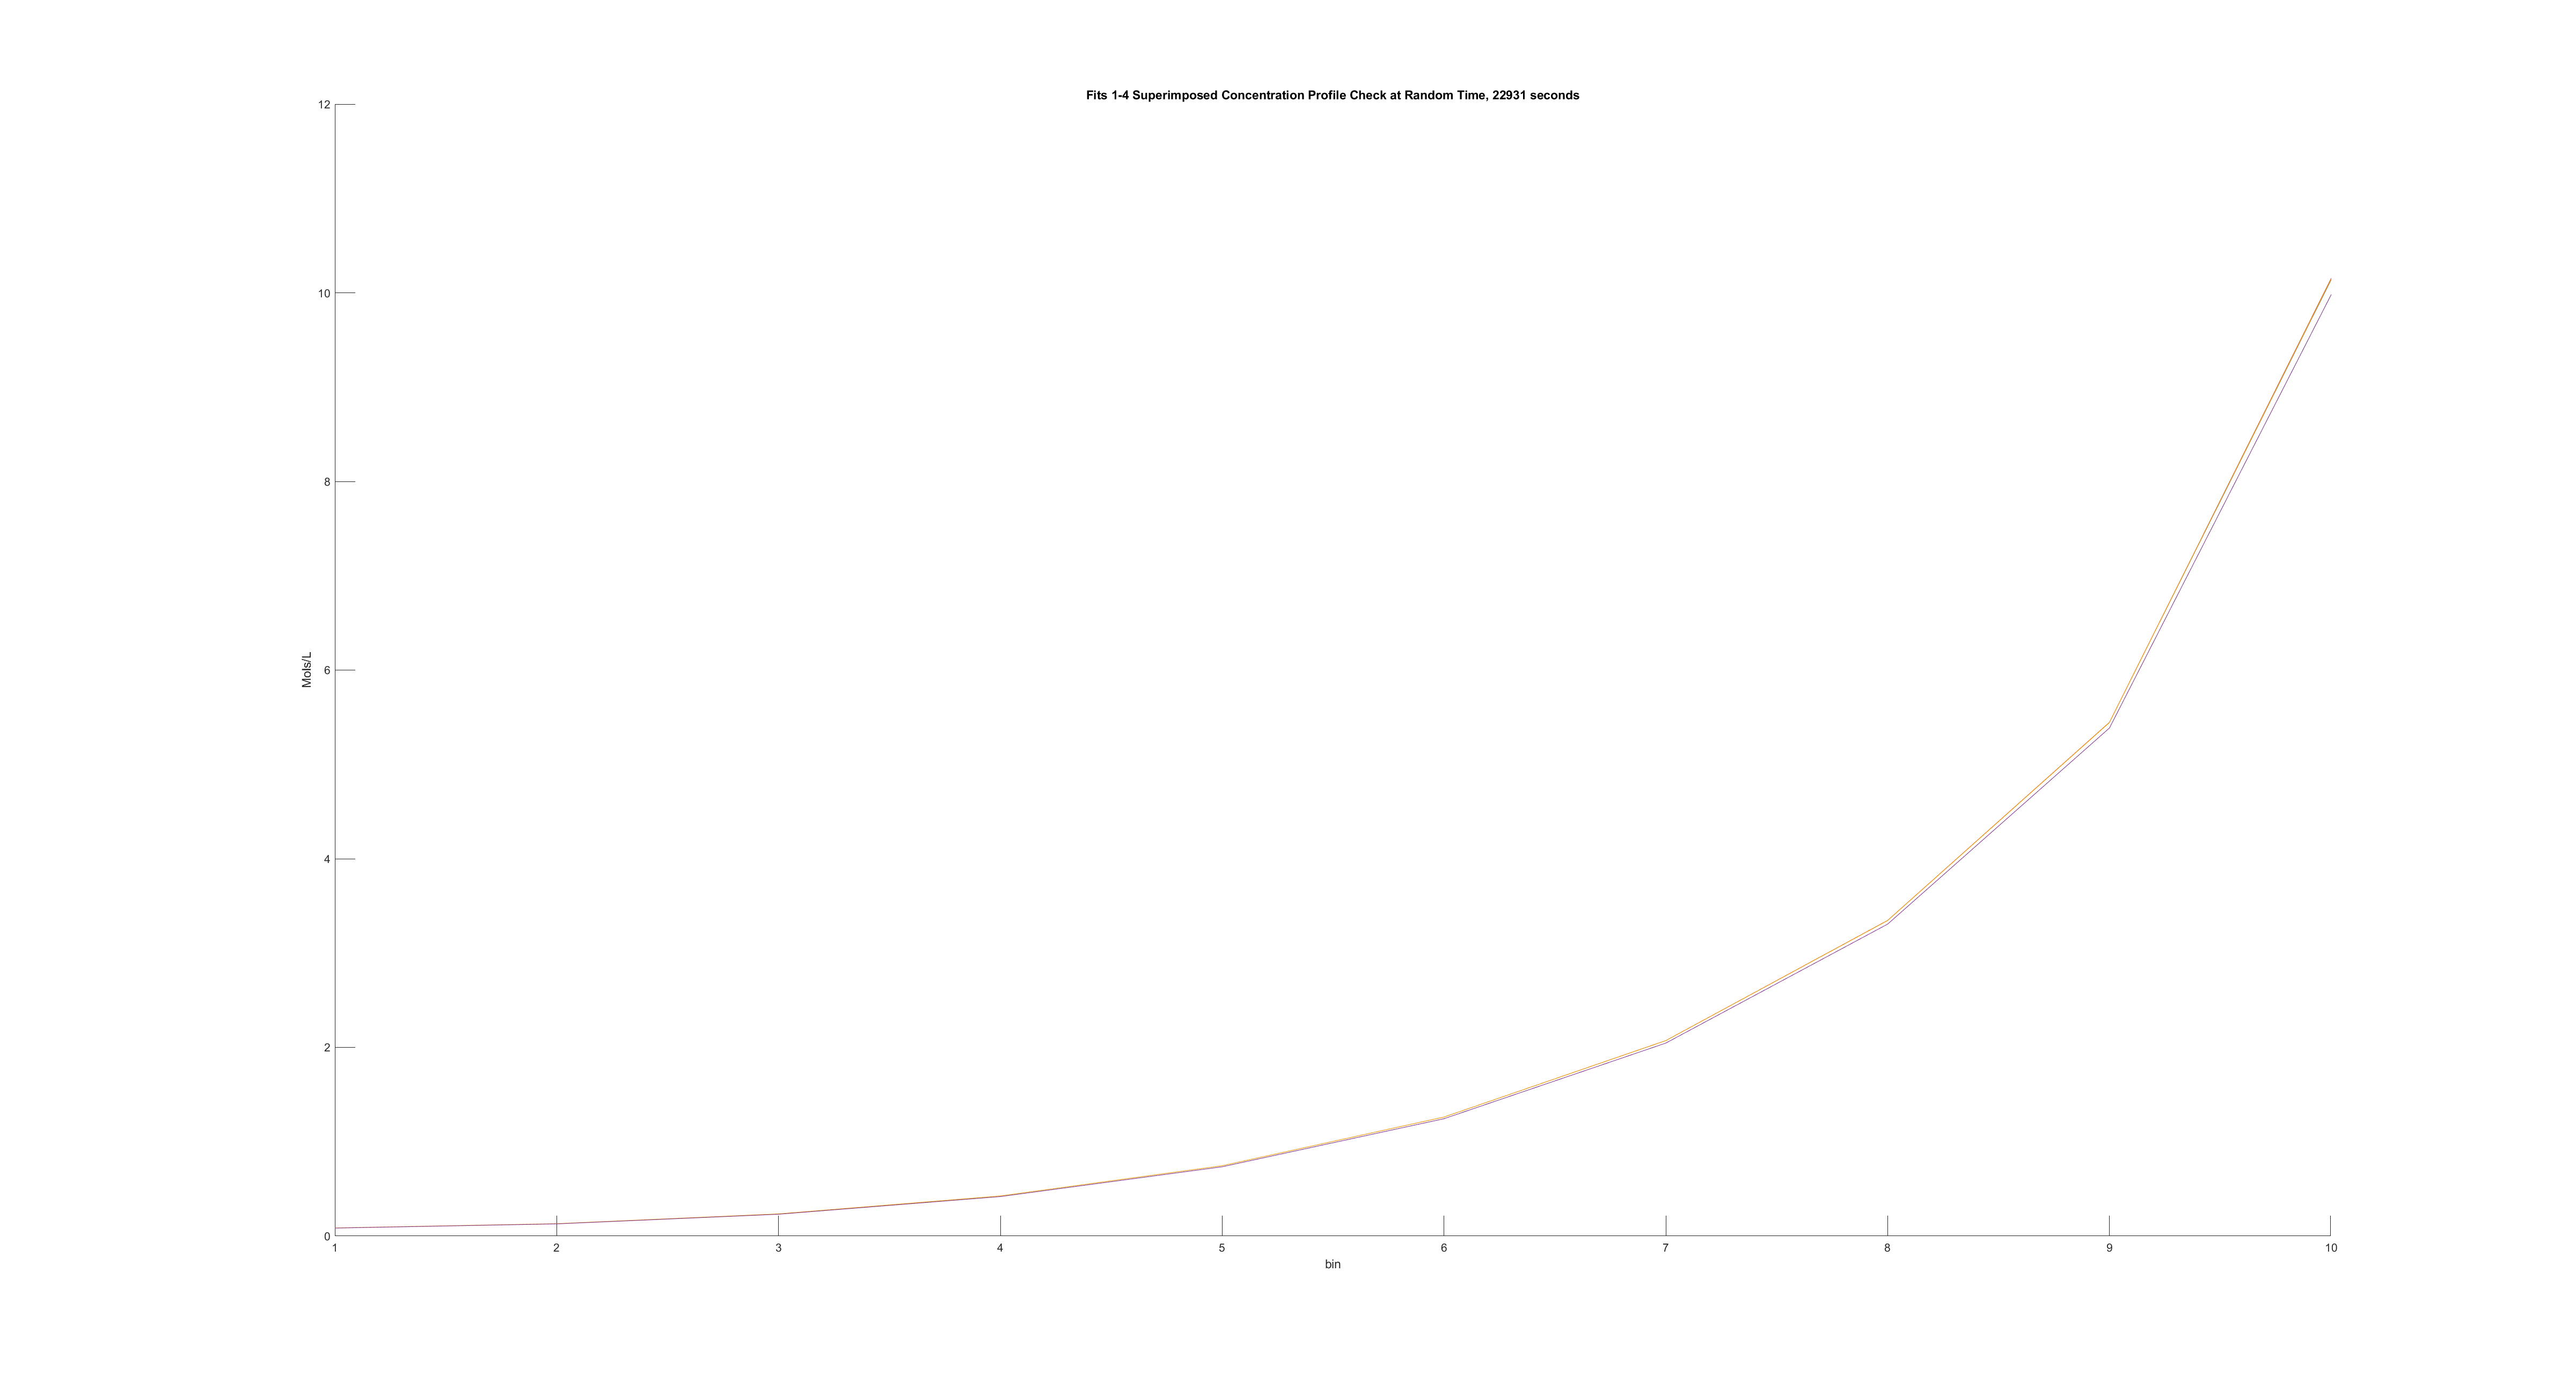 Fits 1-4 Superimposed Concentration Profile Check at Random Time, 22931 seconds
12
10
8
6
4
2
0
Mols/L
1 2 3 4 5 6 7 8 9 10
bin